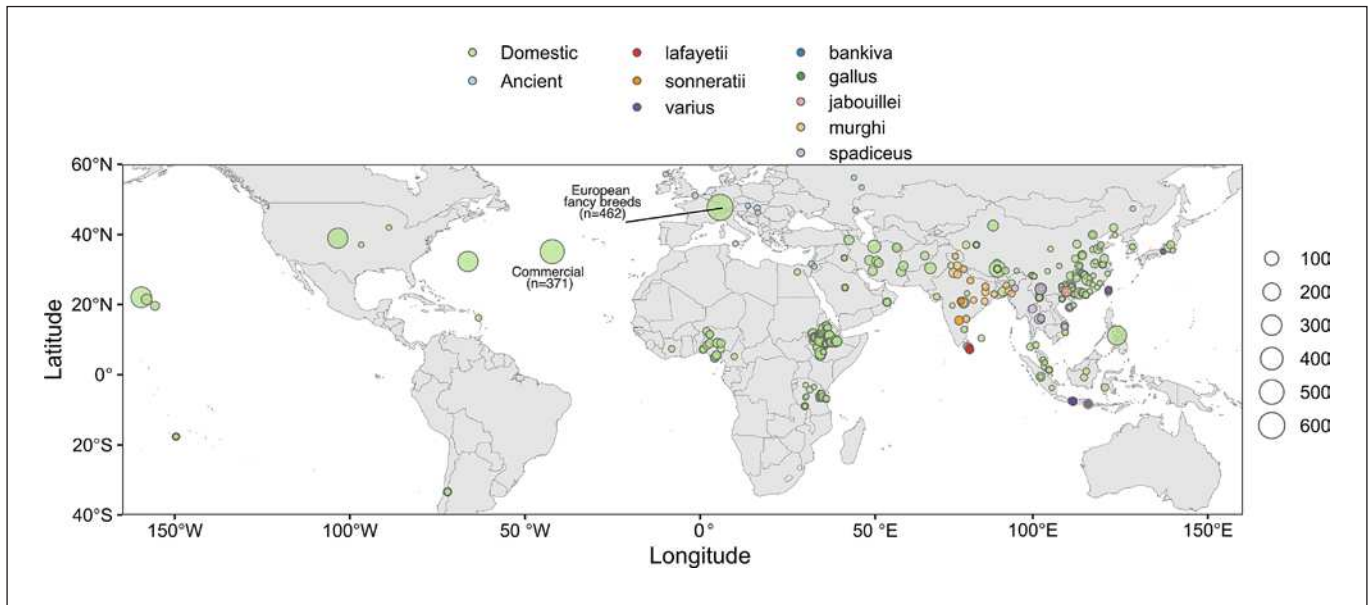 Domestic
Ancient
lafayetii
sonneratii
varius
bankiva
gallus
jabouillei
murghi
spadiceus
60°N
40°N
20°N
0°
20°S
40°S
Latitude
European
fancy breeds
(n=462)
Commercial
(n=371)
100
200
300
400
500
600
150°W
100°W
50°W
0°
50°E
100°E
150°E
Longitude